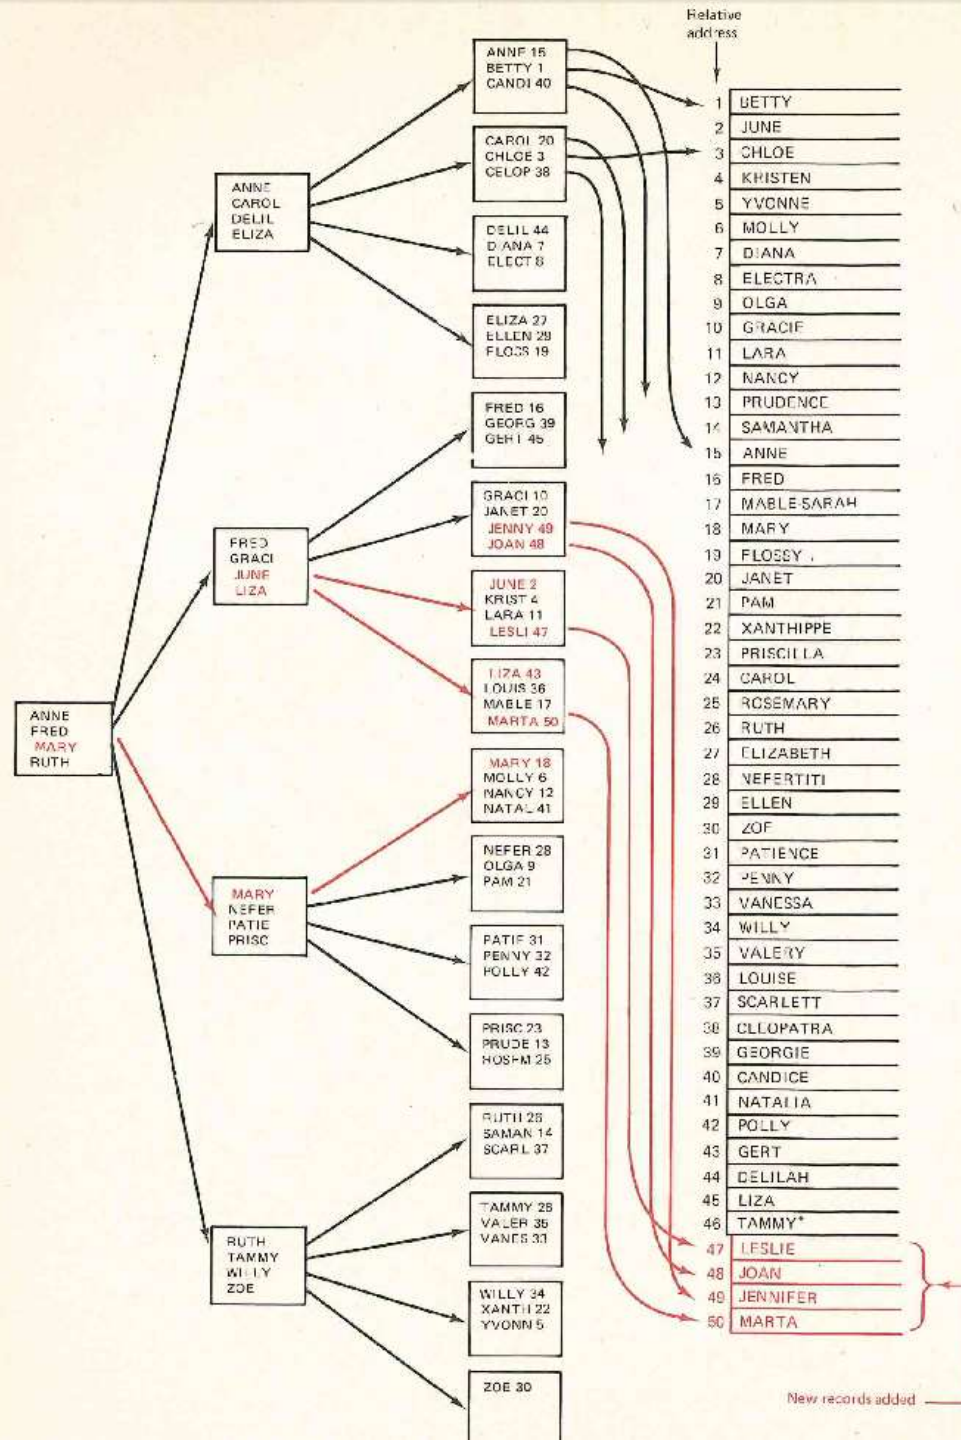 Relative
address
ANNE 15
BETTY 1
CANDI 40
CAROL 20
CHLOE 3
CELOP 38
DELIL 44
DIANA 7
ELECT 8
ELIZA 27
ELLEN 29
FLOSS 19
FRED 16
GEORG 39
GERT 45
GRACI 10
JANET 20
JENNY 49
JOAN 48
JUNE 2
KRIST 4
LARA 11
LESLI 47
LIZA 43
LOUIS 36
MABLE 17
MARTA 50
MARY 18
MOLLY 6
NANCY 12
NATAL 41
NEFER 28
OLGA 9
PAM 21
PATIE 31
PENNY 32
POLLY 42
PRISC 23
PRUDE 13
ROSEM 25
RUTH 26
SAMAN 14
SCARL 37
TAMMY 26
VALER 35
VANES 33
WILLY 34
XANTH 22
YVONN 5
ZOE 30
ANNE
CAROL
DELIL
ELIZA
FRED
GRACI
JUNE
LIZA
MARY
NEFER
PATIE
PRISC
RUTH
TAMMY
WILLY
ZOE
ANNE
FRED
MARY
RUTH
1 BETTY
2 JUNE
3 CHLOE
4 KRISTEN
5 YVONNE
6 MOLLY
7 DIANA
8 ELECTRA
9 OLGA
10 GRACIE
11 LARA
12 NANCY
13 PRUDENCE
14 SAMANTHA
15 ANNE
16 FRED
17 MABLE-SARAH
18 MARY
19 FLOSSY
20 JANET
21 PAM
22 XANTHIPPE
23 PRISCILLA
24 CAROL
25 ROSEMARY
26 RUTH
27 ELIZABETH
28 NEFERTITI
29 ELLEN
30 ZOE
31 PATIENCE
32 PENNY
33 VANESSA
34 WILLY
35 VALERY
36 LOUISE
37 SCARLETT
38 CLEOPATRA
39 GEORGIE
40 CANDICE
41 NATALIA
42 POLLY
43 GERT
44 DELILAH
45 LIZA
46 TAMMY*
47 LESLIE
48 JOAN
49 JENNIFER
50 MARTA
New records added